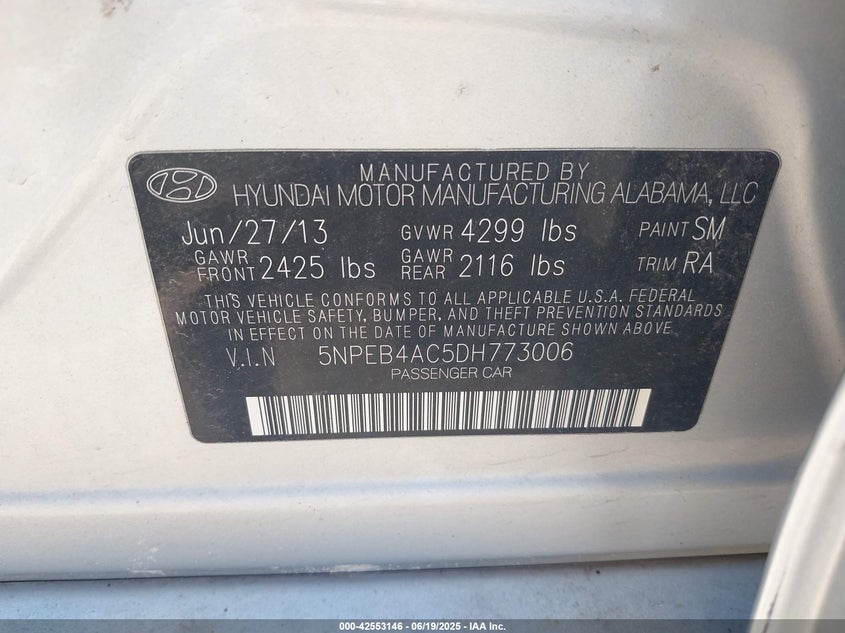 MANUFACTURED BY
HYUNDAI MOTOR MANUFACTURING ALABAMA, LLC
Jun/27/13 GVWR 4299 lbs PAINT SM
GAWR FRONT 2425 lbs GAWR REAR 2116 lbs TRIM RA
THIS VEHICLE CONFORMS TO ALL APPLICABLE U.S.A. FEDERAL
MOTOR VEHICLE SAFETY, BUMPER, AND THEFT PREVENTION STANDARDS
IN EFFECT ON THE DATE OF MANUFACTURE SHOWN ABOVE
V.I.N 5NPEB4AC5DH773006
PASSENGER CAR
000-42553146 - 06/19/2025 - IAA Inc.